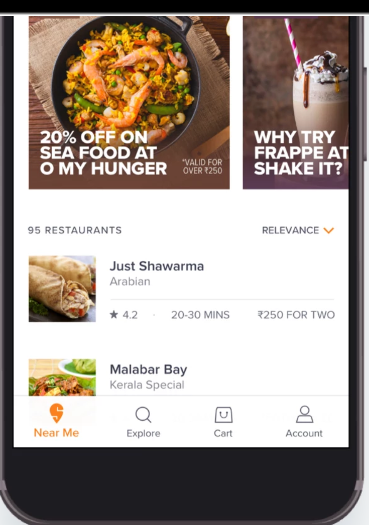 20% OFF ON
SEA FOOD AT
O MY HUNGER
*VALID FOR
OVER ₹250
WHY TRY
FRAPPE AT
SHAKE IT?
95 RESTAURANTS
RELEVANCE
Just Shawarma
Arabian
★ 4.2 · 20-30 MINS ₹250 FOR TWO
Malabar Bay
Kerala Special
Near Me Explore Cart Account